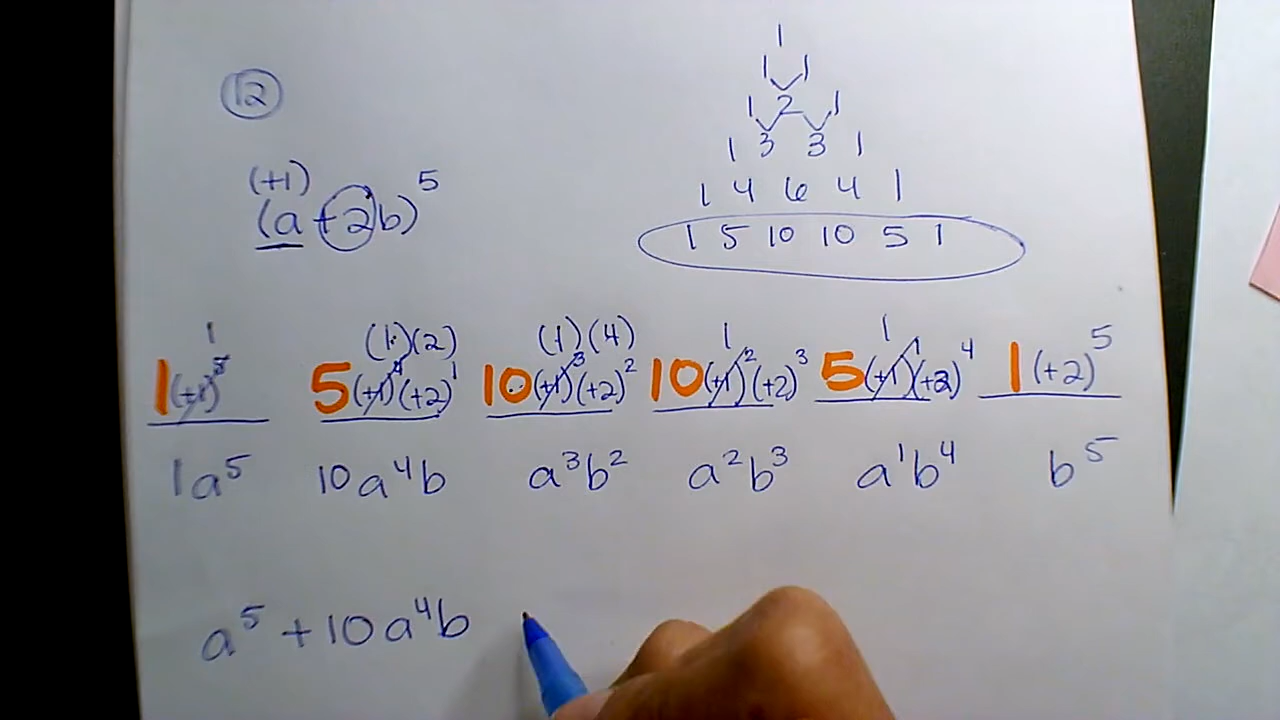 12
(+1)
(a+2b)^5
1
1 1
1 2 1
1 3 3 1
1 4 6 4 1
1 5 10 10 5 1
1 (1)(2) (1)(4) 1 1
1(+1)^5 5(+1)^4(+2)^1 10(+1)^3(+2)^2 10(+1)^2(+2)^3 5(+1)^1(+2)^4 1(+2)^5
1a^5 10a^4b a^3b^2 a^2b^3 a^1b^4 b^5
a^5 + 10a^4b